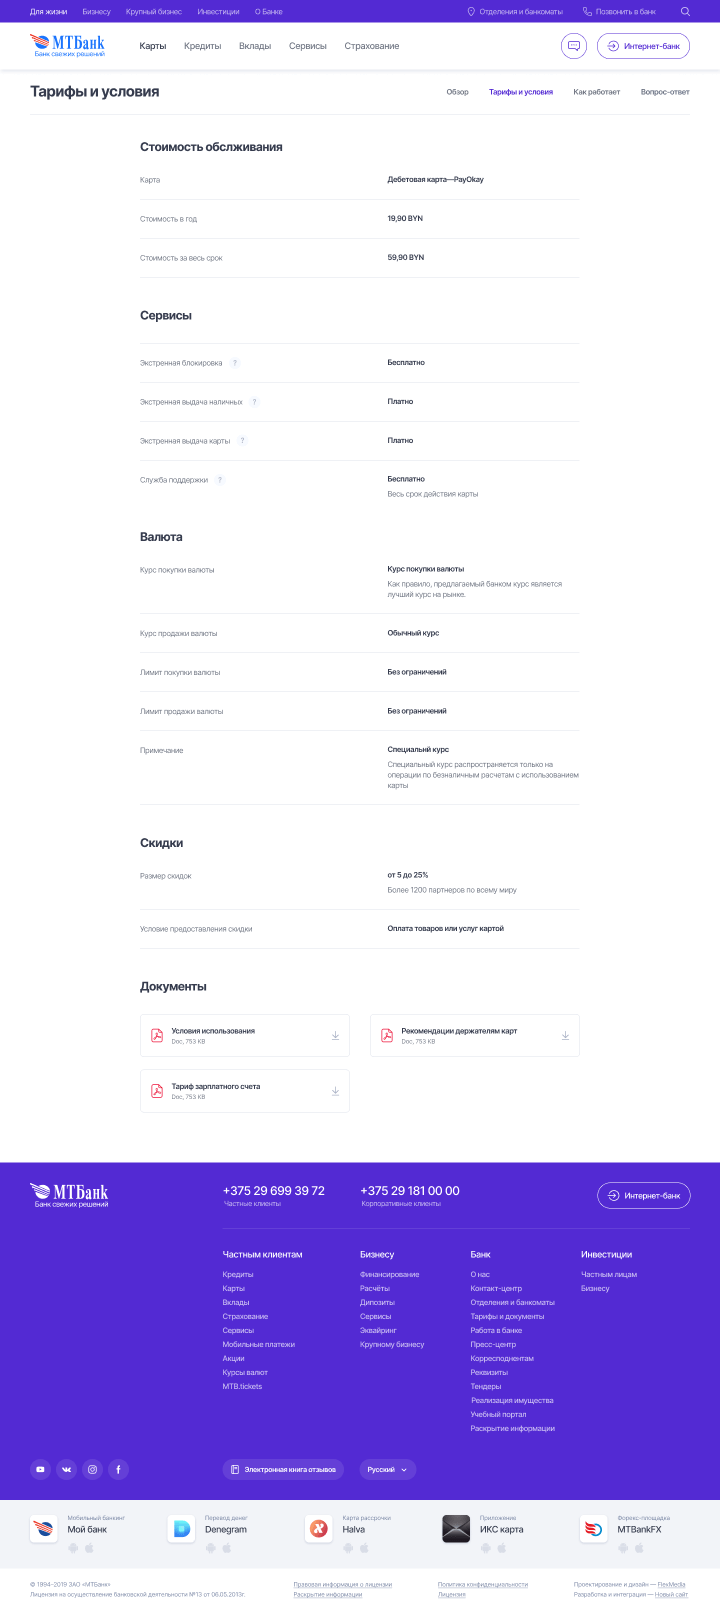 Для жизни Бизнесу Крупный бизнес Инвестиции О Банке Отделения и банкоматы Позвонить в банк
МТБанк
Банк свежих решений
Карты Кредиты Вклады Сервисы Страхование Интернет-банк
Тарифы и условия Обзор Тарифы и условия Как работает Вопрос-ответ
Стоимость обслживания
Карта Дебетовая карта—PayOkay
Стоимость в год 19,90 BYN
Стоимость за весь срок 59,90 BYN
Сервисы
Экстренная блокировка ? Бесплатно
Экстренная выдача наличных ? Платно
Экстренная выдача карты ? Платно
Служба поддержки ? Бесплатно
Весь срок действия карты
Валюта
Курс покупки валюты Курс покупки валюты
Как правило, предлагаемый банком курс является
лучший курс на рынке.
Курс продажи валюты Обычный курс
Лимит покупки валюты Без ограничений
Лимит продажи валюты Без ограничений
Примечание Специальнй курс
Специальный курс распространяется только на
операции по безналичным расчетам с использованием
карты
Скидки
Размер скидок от 5 до 25%
Более 1200 партнеров по всему миру
Условие предоставления скидки Оплата товаров или услуг картой
Документы
Условия использования Рекомендации держателям карт
Doc, 753 KB Doc, 753 KB
Тариф зарплатного счета
Doc, 753 KB
МТБанк
Банк свежих решений
+375 29 699 39 72 +375 29 181 00 00 Интернет-банк
Частные клиенты Корпоративные клиенты
Частным клиентам Бизнесу Банк Инвестиции
Кредиты Финансирование О нас Частным лицам
Карты Расчёты Контакт-центр Бизнесу
Вклады Дипозиты Отделения и банкоматы
Страхование Сервисы Тарифы и документы
Сервисы Эквайринг Работа в банке
Мобильные платежи Крупному бизнесу Пресс-центр
Акции Корресподнентам
Курсы валют Реквизиты
MTB.tickets Тендеры
Реализация имущества
Учебный портал
Раскрытие информации
Электронная книга отзывов Русский
Мобильный банкинг Перевод денег Карта рассрочки Приложение Форекс-площадка
Мой банк Denegram Halva ИКС карта MTBankFX
© 1994-2019 ЗАО «МТБанк» Правовая информация о лицензии Политика конфиденциальности Проектирование и дизайн — FlexMedia
Лицензия на осуществление банковской деятельности №13 от 06.05.2013г. Раскрытие информации Лицензия Разработка и интеграция — Новый сайт